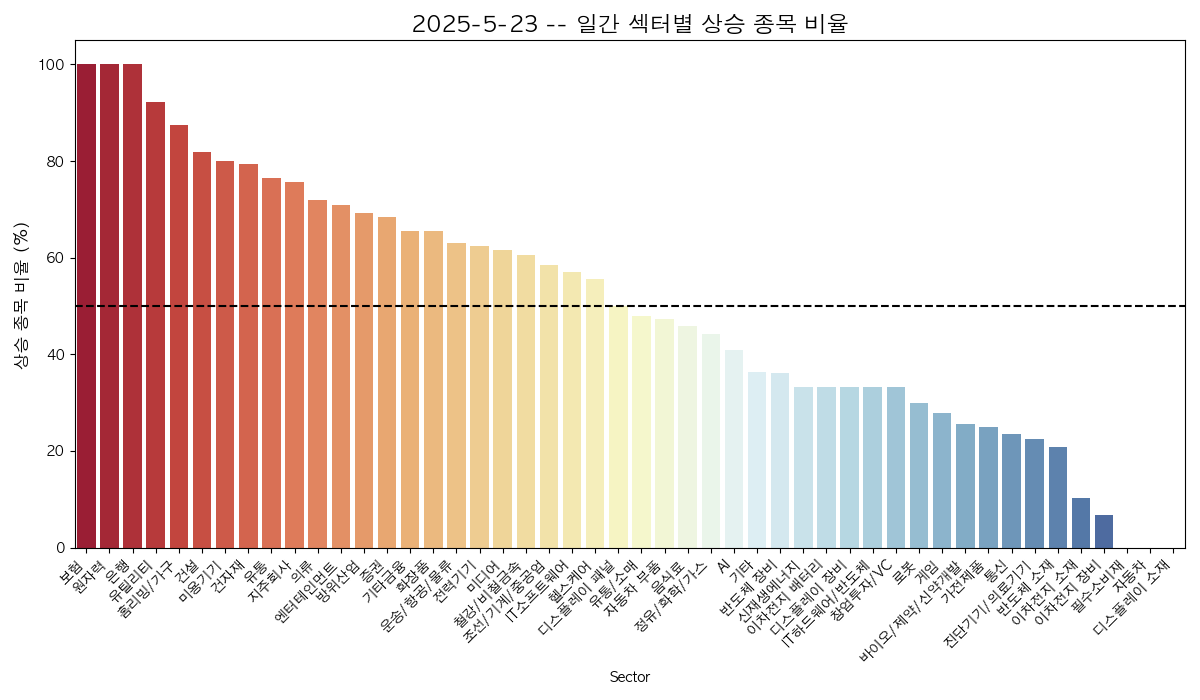 2025-5-23 -- 일간 섹터별 상승 종목 비율
상승 종목 비율 (%)
100
80
60
40
20
0
보험
원자력
은행
유틸리티
홈리빙/가구
건설
미용기기
건자재
유통
지주회사
의류
엔터테인먼트
방위산업
증권
기타금융
화장품
운송/항공/물류
전력기기
미디어
철강/비철금속
조선/기계/중공업
IT소프트웨어
헬스케어
디스플레이 패널
유통/소매
자동차 부품
음식료
정유/화학/가스
AI
기타
반도체 장비
신재생에너지
이차전지 배터리
디스플레이 장비
IT하드웨어/반도체
창업투자/VC
로봇
게임
바이오/제약/신약개발
가전제품
통신
진단기기/의료기기
반도체 소재
이차전지 소재
이차전지 장비
필수소비재
자동차
디스플레이 소재
Sector